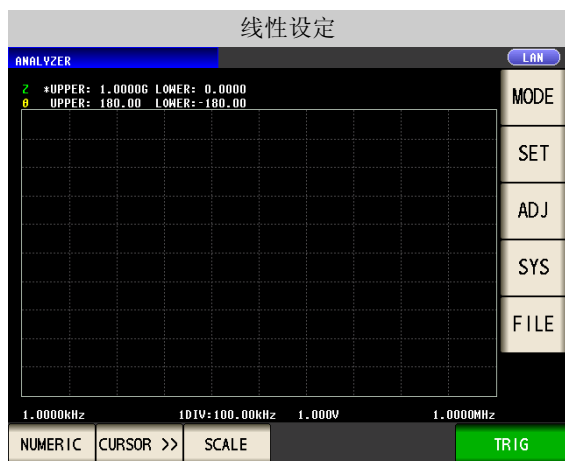 线性设定
ANALYZER LAN
Z *UPPER: 1.0000G LOWER: 0.0000
θ UPPER: 180.00 LOWER:-180.00
MODE
SET
ADJ
SYS
FILE
1.0000kHz 1DIV:100.00kHz 1.000V 1.0000MHz
NUMERIC CURSOR >> SCALE TRIG